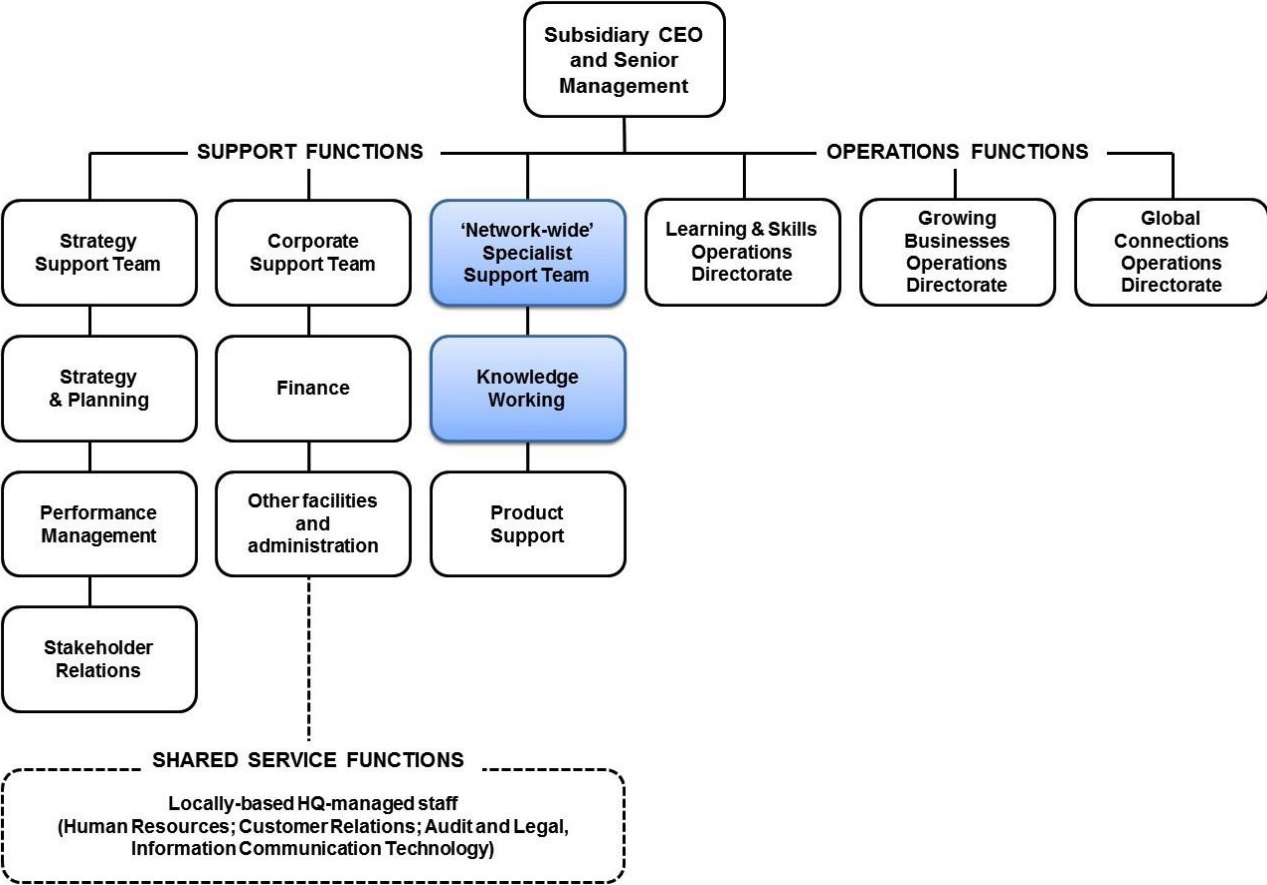 Subsidiary CEO
and Senior
Management
SUPPORT FUNCTIONS
OPERATIONS FUNCTIONS
Strategy
Support Team
Corporate
Support Team
‘Network-wide’
Specialist
Support Team
Learning & Skills
Operations
Directorate
Growing
Businesses
Operations
Directorate
Global
Connections
Operations
Directorate
Strategy
& Planning
Finance
Knowledge
Working
Performance
Management
Other facilities
and
administration
Product
Support
Stakeholder
Relations
SHARED SERVICE FUNCTIONS
Locally-based HQ-managed staff
(Human Resources; Customer Relations; Audit and Legal,
Information Communication Technology)